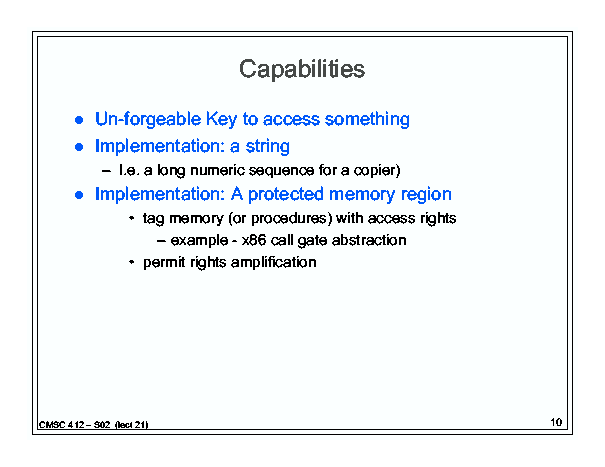 Capabilities
● Un-forgeable Key to access something
● Implementation: a string
– I.e. a long numeric sequence for a copier)
● Implementation: A protected memory region
• tag memory (or procedures) with access rights
– example - x86 call gate abstraction
• permit rights amplification
CMSC 412 – S02 (lect 21)
10